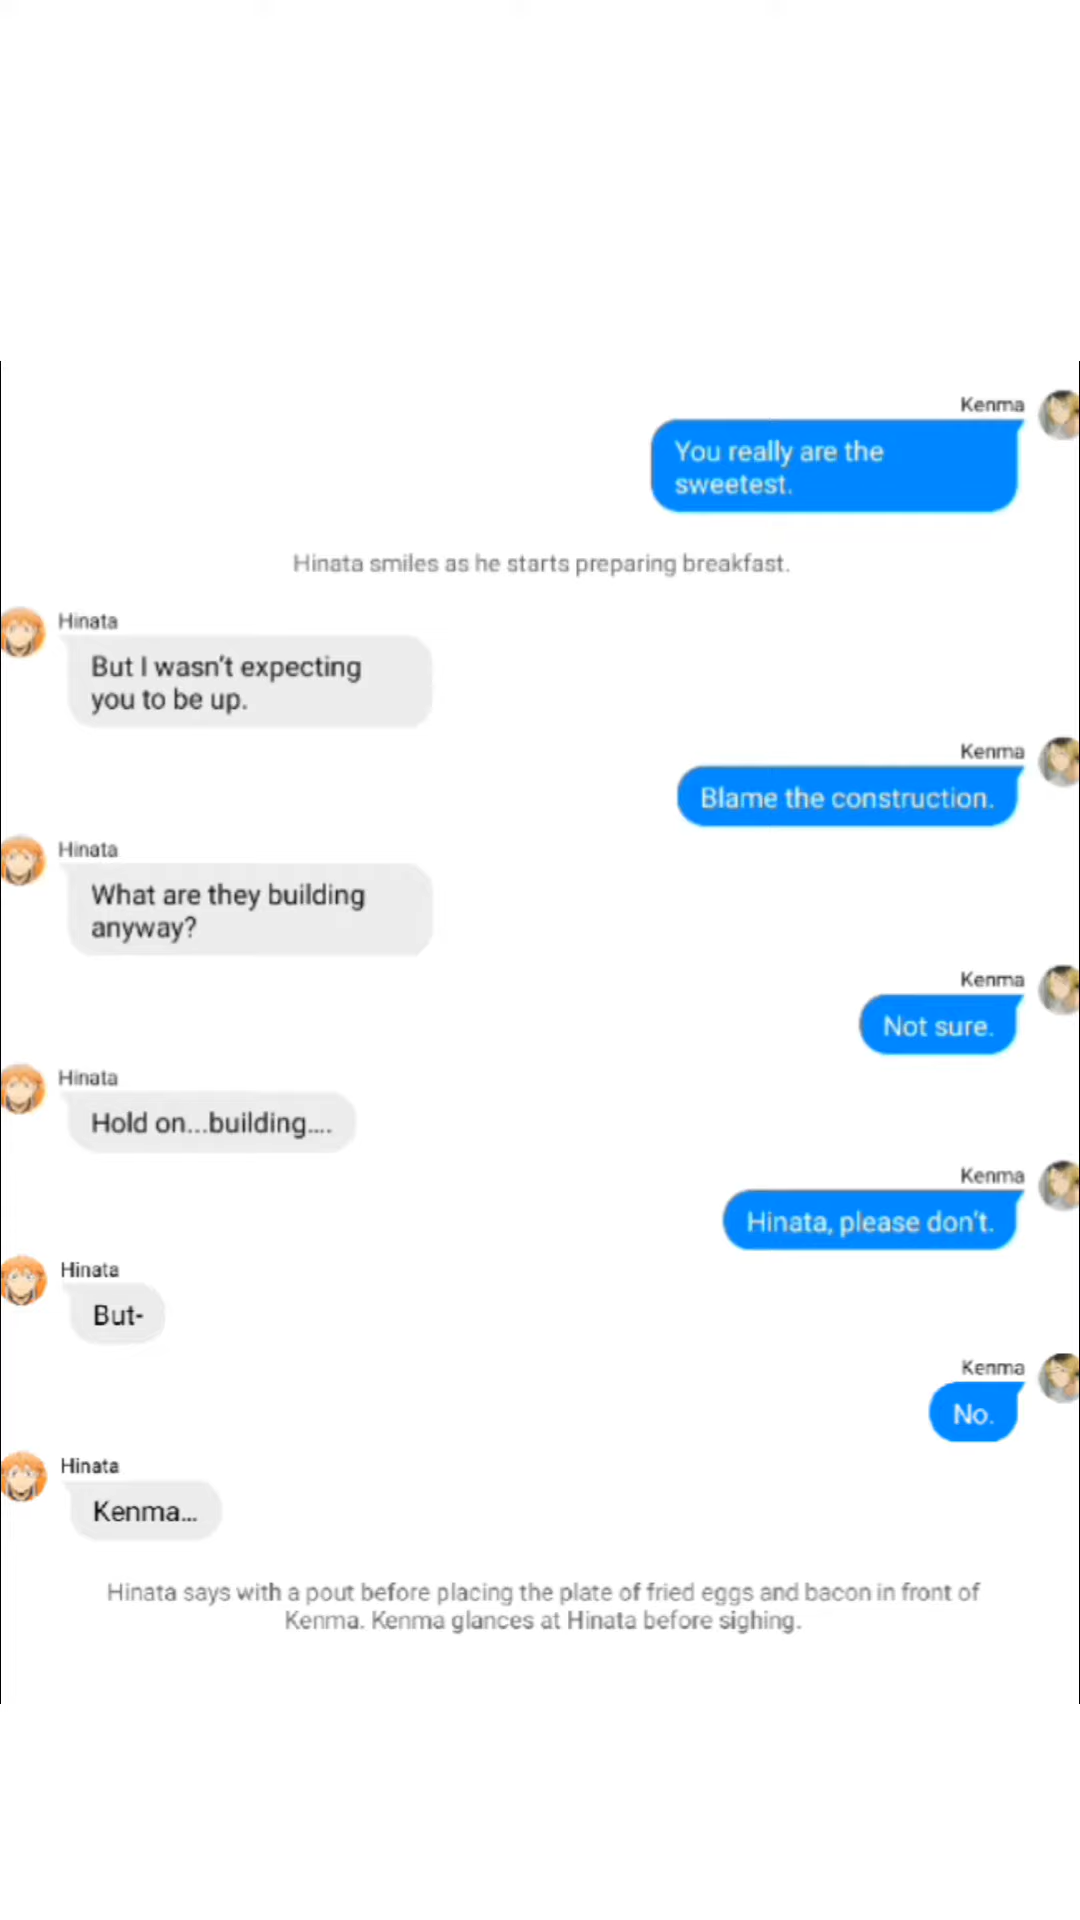 Kenma
You really are the
sweetest.
Hinata smiles as he starts preparing breakfast.
Hinata
But I wasn't expecting
you to be up.
Kenma
Blame the construction.
Hinata
What are they building
anyway?
Kenma
Not sure.
Hinata
Hold on...building....
Kenma
Hinata, please don't.
Hinata
But-
Kenma
No.
Hinata
Kenma...
Hinata says with a pout before placing the plate of fried eggs and bacon in front of
Kenma. Kenma glances at Hinata before sighing.